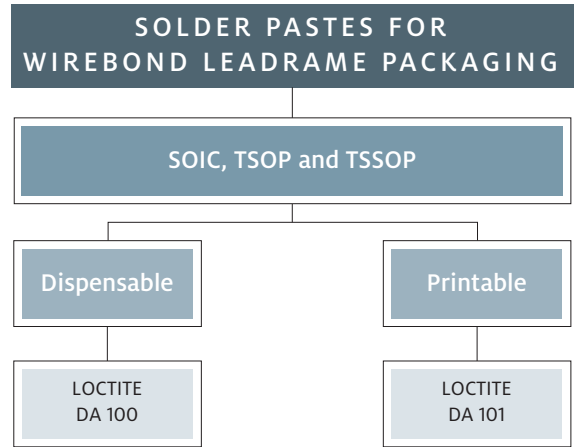 SOLDER PASTES FOR
WIREBOND LEADRAME PACKAGING
SOIC, TSOP and TSSOP
Dispensable
Printable
LOCTITE
DA 100
LOCTITE
DA 101